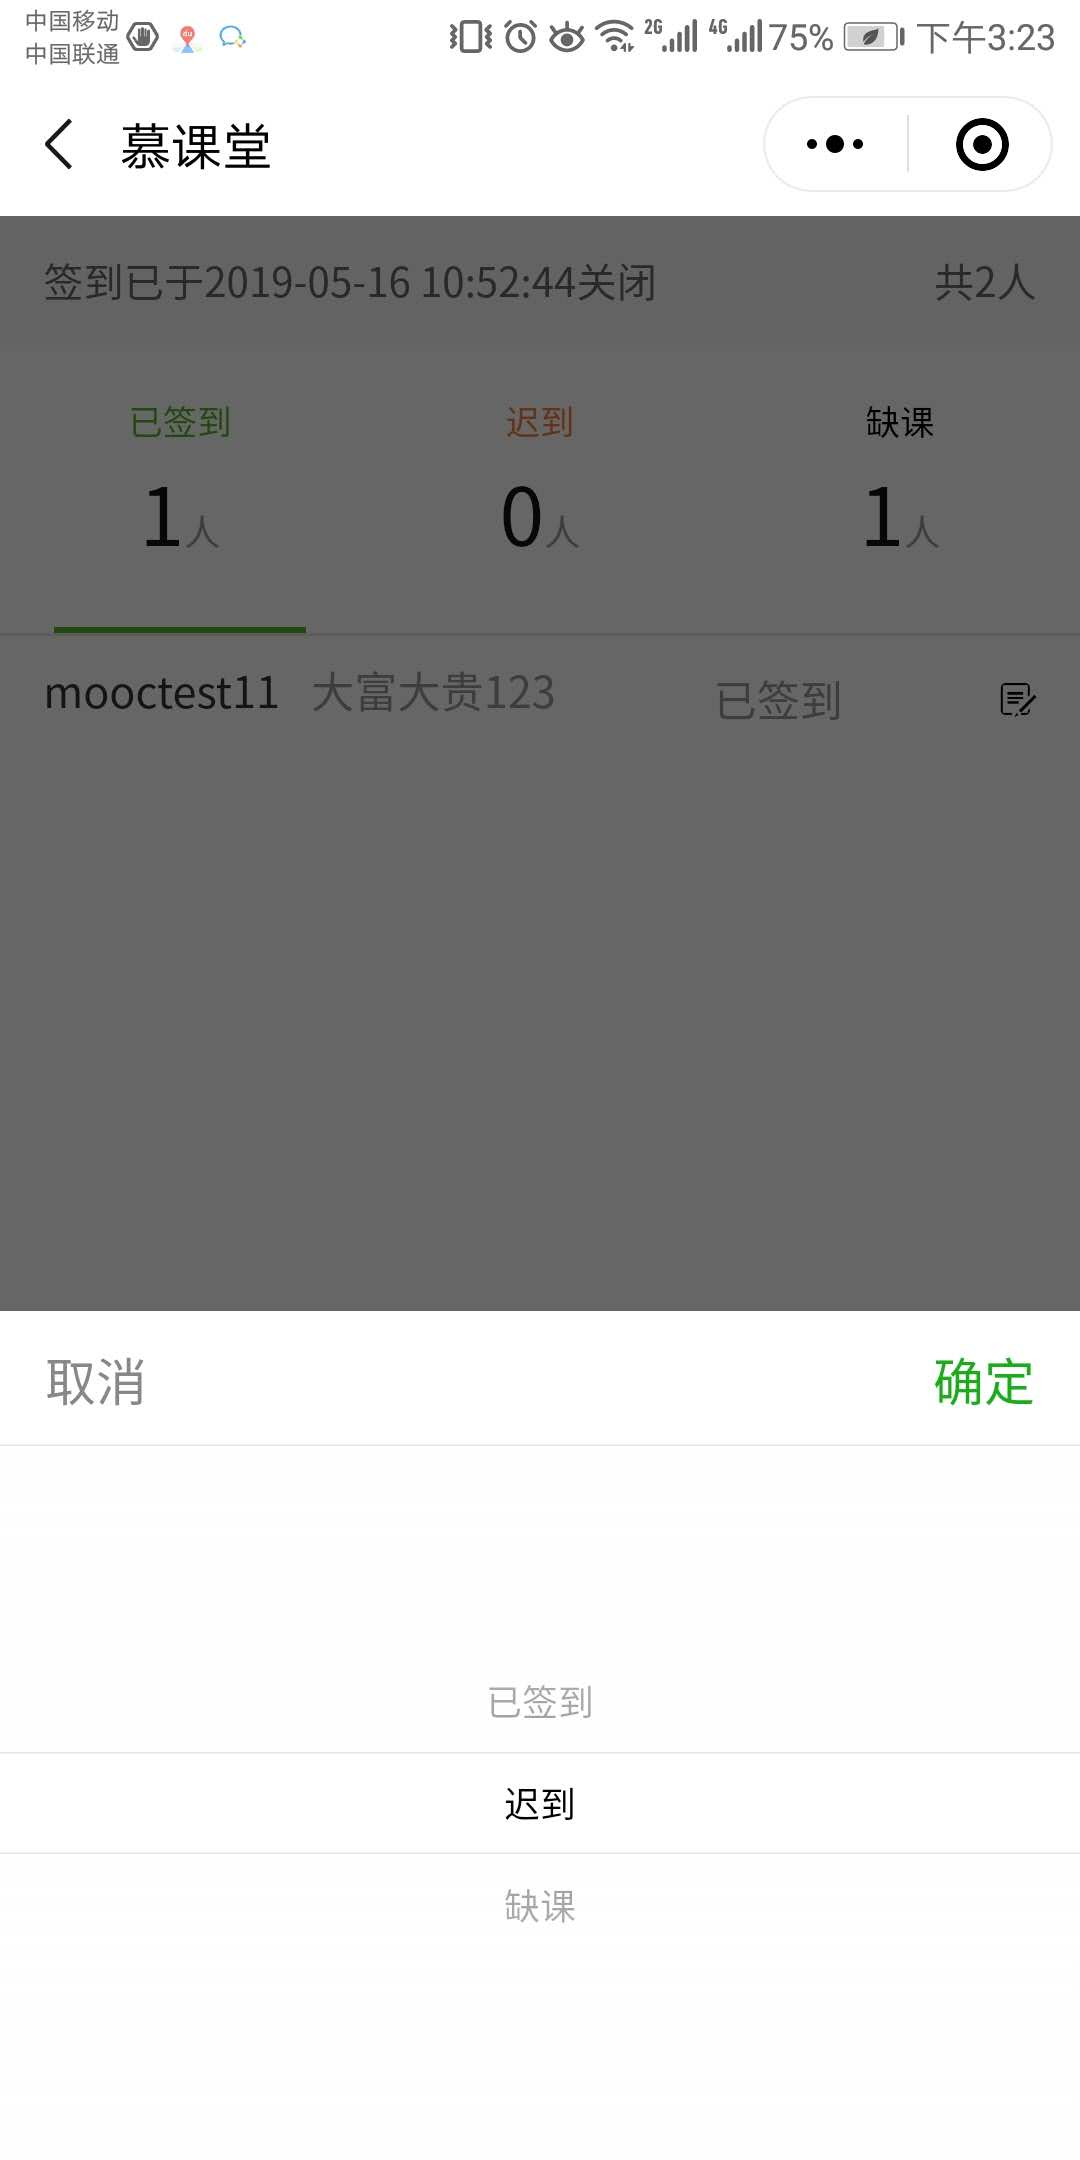 中国移动
中国联通
du
2G
4G
75%
下午3:23
慕课堂
签到已于2019-05-16 10:52:44关闭
共2人
已签到
迟到
缺课
1人
0人
1人
mooctest11
大富大贵123
已签到
取消
确定
已签到
迟到
缺课